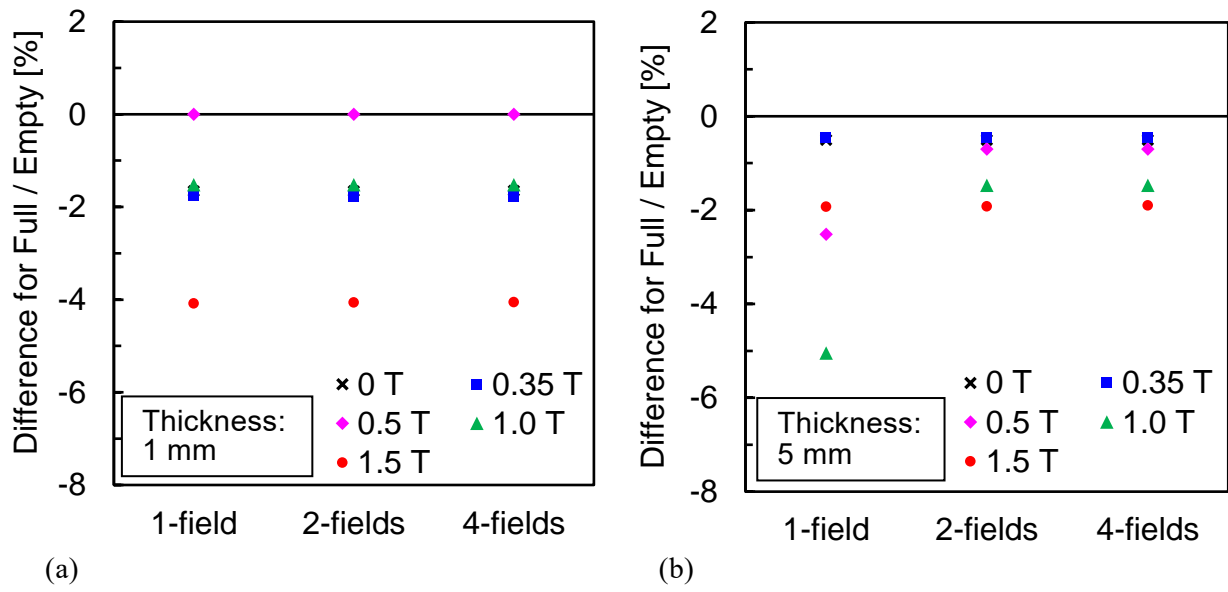 Difference for Full / Empty [%]
2
0
-2
-4
-6
-8
0 T
0.35 T
0.5 T
1.0 T
1.5 T
Thickness:
1 mm
1-field
2-fields
4-fields
(a)
Difference for Full / Empty [%]
2
0
-2
-4
-6
-8
0 T
0.35 T
0.5 T
1.0 T
1.5 T
Thickness:
5 mm
1-field
2-fields
4-fields
(b)